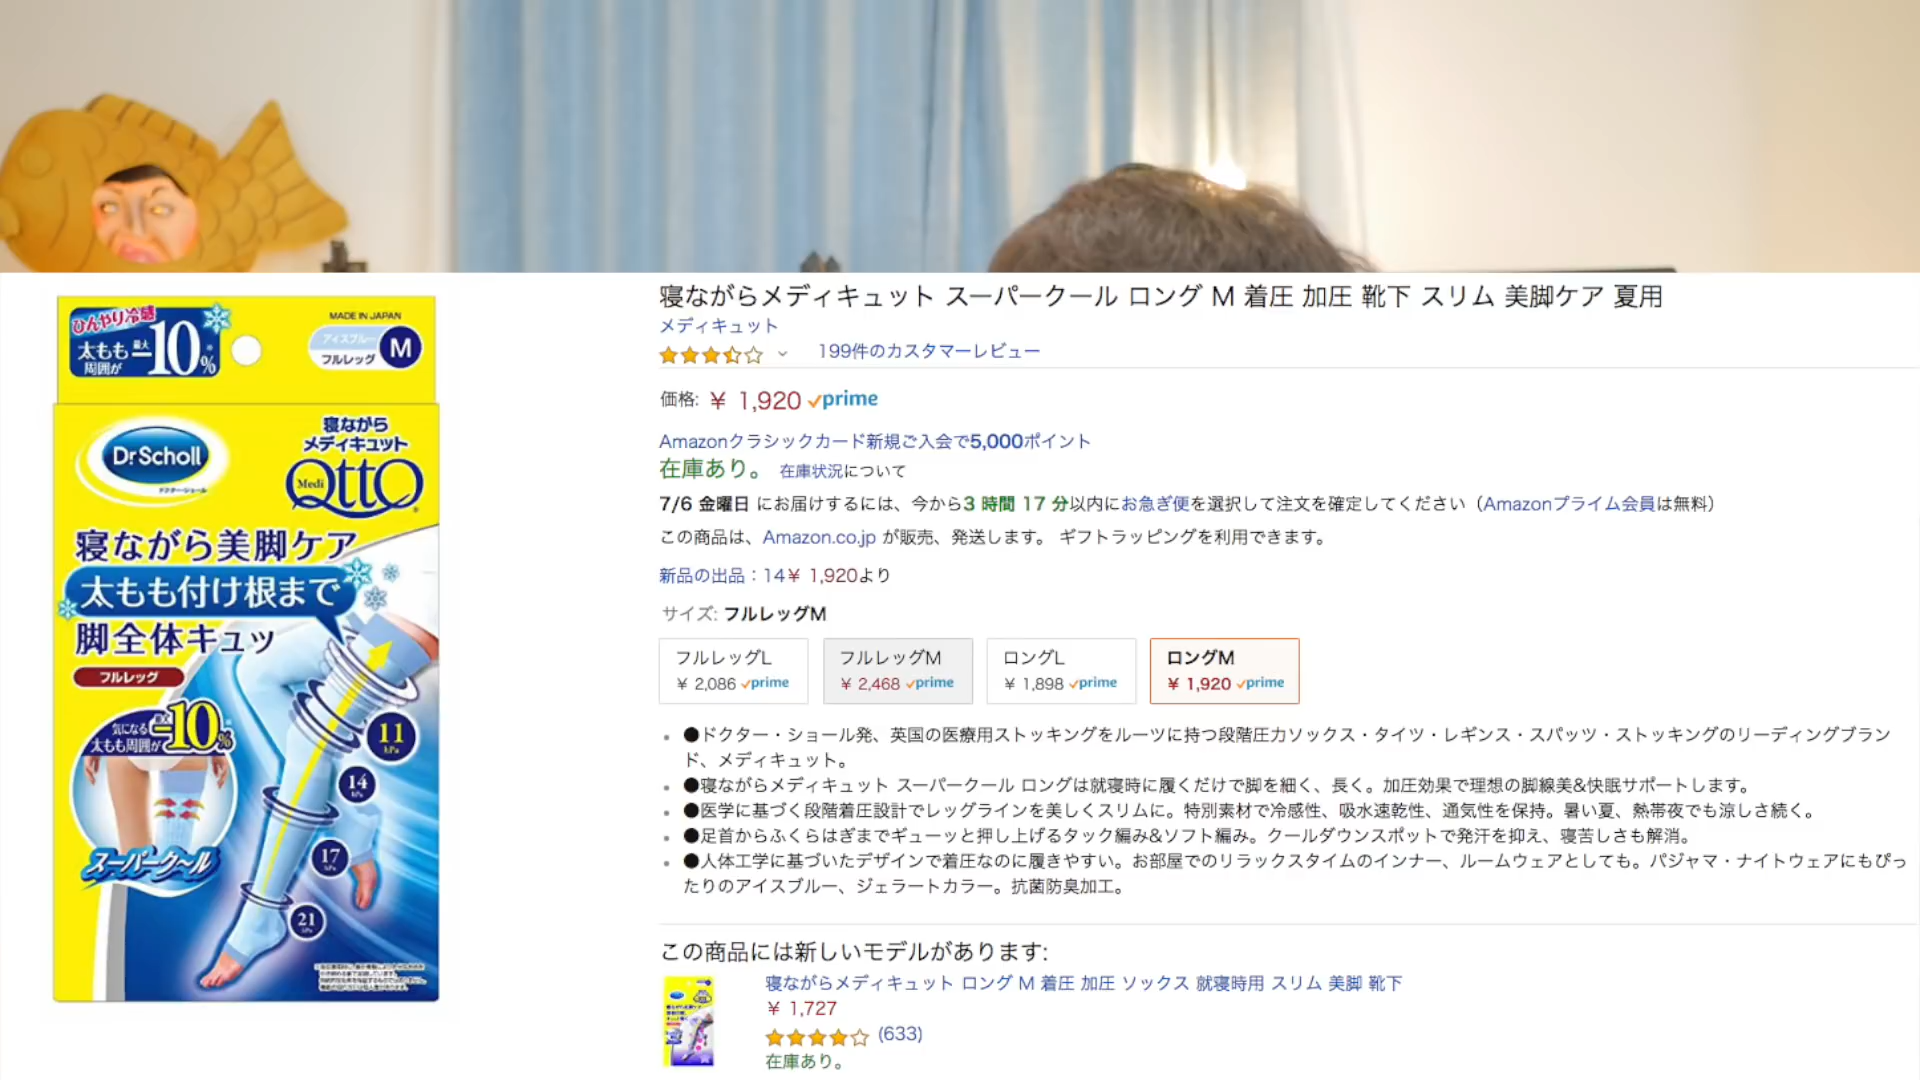 ひんやり冷感
太もも周囲が 最大 -10%
MADE IN JAPAN
アイスブルー
フルレッグ M
Dr.Scholl
ドクター・ショール
寝ながら
メディキュット
Medi QttO
寝ながら美脚ケア
太もも付け根まで
脚全体キュッ
フルレッグ
気になる
太もも周囲が 最大 -10%
スーパークール
11 hPa
14 hPa
17 hPa
21 hPa
寝ながらメディキュット スーパークール ロング M 着圧 加圧 靴下 スリム 美脚ケア 夏用
メディキュット
199件のカスタマーレビュー
価格: ¥ 1,920 prime
Amazonクラシックカード新規ご入会で5,000ポイント
在庫あり。 在庫状況について
7/6 金曜日 にお届けするには、今から3 時間 17 分以内にお急ぎ便を選択して注文を確定してください（Amazonプライム会員は無料）
この商品は、Amazon.co.jp が販売、発送します。 ギフトラッピングを利用できます。
新品の出品：14¥ 1,920より
サイズ: フルレッグM
フルレッグL
¥ 2,086 prime
フルレッグM
¥ 2,468 prime
ロングL
¥ 1,898 prime
ロングM
¥ 1,920 prime
●ドクター・ショール発、英国の医療用ストッキングをルーツに持つ段階圧力ソックス・タイツ・レギンス・スパッツ・ストッキングのリーディングブラン
ド、メディキュット。
●寝ながらメディキュット スーパークール ロングは就寝時に履くだけで脚を細く、長く。加圧効果で理想の脚線美&快眠サポートします。
●医学に基づく段階着圧設計でレッグラインを美しくスリムに。特別素材で冷感性、吸水速乾性、通気性を保持。暑い夏、熱帯夜でも涼しさ続く。
●足首からふくらはぎまでギューッと押し上げるタック編み&ソフト編み。クールダウンスポットで発汗を抑え、寝苦しさも解消。
●人体工学に基づいたデザインで着圧なのに履きやすい。お部屋でのリラックスタイムのインナー、ルームウェアとしても。パジャマ・ナイトウェアにもぴっ
たりのアイスブルー、ジェラートカラー。抗菌防臭加工。
この商品には新しいモデルがあります:
寝ながらメディキュット ロング M 着圧 加圧 ソックス 就寝時用 スリム 美脚 靴下
¥ 1,727
(633)
在庫あり。